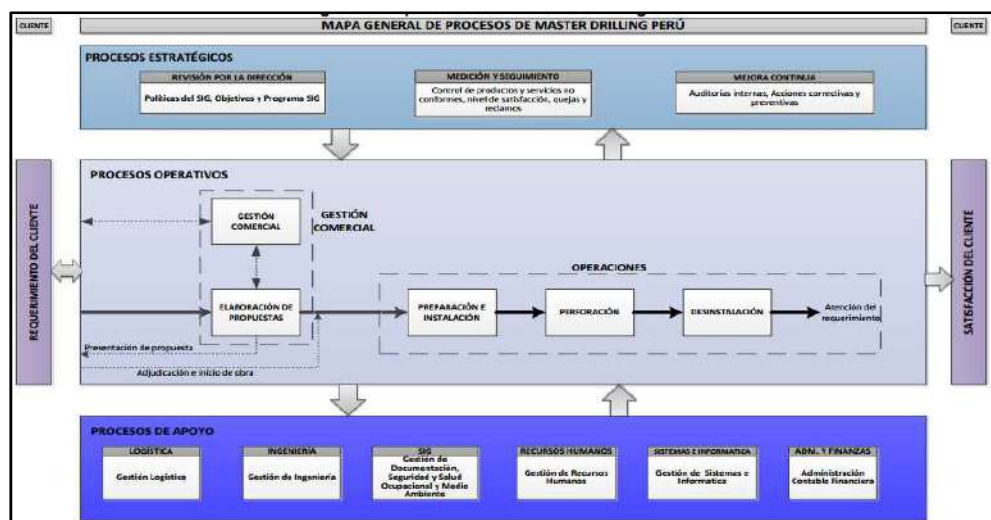 CLIENTE
MAPA GENERAL DE PROCESOS DE MASTER DRILLING PERÚ
CLIENTE
PROCESOS ESTRATÉGICOS
REVISIÓN POR LA DIRECCIÓN
Políticas del SIG, Objetivos y Programa SIG
MEDICIÓN Y SEGUIMIENTO
Control de productos y servicios no
conformes, nivel de satisfacción, quejas y
reclamos
MEJORA CONTINUA
Auditorías internas, Acciones correctivas y
preventivas
REQUERIMIENTO DEL CLIENTE
PROCESOS OPERATIVOS
GESTIÓN
COMERCIAL
GESTIÓN
COMERCIAL
ELABORACIÓN DE
PROPUESTAS
Presentación de propuesta
Adjudicación e inicio de obra
OPERACIONES
PREPARACIÓN E
INSTALACIÓN
PERFORACIÓN
DESINSTALACIÓN
Atención del
requerimiento
SATISFACCIÓN DEL CLIENTE
PROCESOS DE APOYO
LOGÍSTICA
Gestión Logística
INGENIERÍA
Gestión de Ingeniería
SIG
Gestión de
Documentación,
Seguridad y Salud
Ocupacional y Medio
Ambiente
RECURSOS HUMANOS
Gestión de Recursos
Humanos
SISTEMAS E INFORMATICA
Gestión de Sistemas e
Informatica
ADM. Y FINANZAS
Administración
Contable Financiera